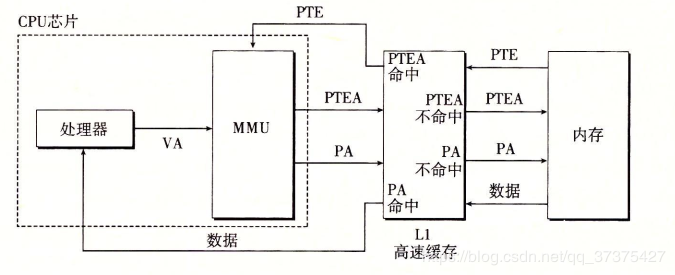 CPU芯片
PTE
PTEA
命中
PTE
PTEA
PTEA
不命中
PTEA
处理器
VA
MMU
内存
PA
PA
不命中
PA
PA
命中
数据
数据
L1
高速缓存
https://blog.csdn.net/qq_37375427